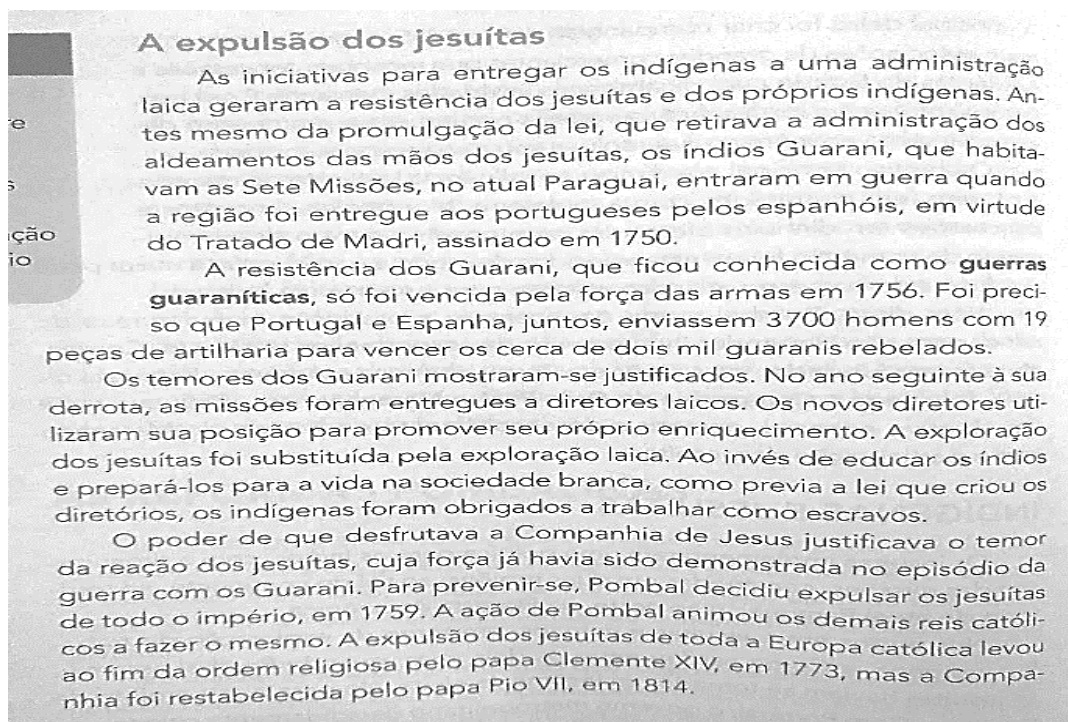 A expulsão dos jesuítas
As iniciativas para entregar os indígenas a uma administração
laica geraram a resistência dos jesuítas e dos próprios indígenas. An-
tes mesmo da promulgação da lei, que retirava a administração dos
aldeamentos das mãos dos jesuítas, os índios Guarani, que habita-
vam as Sete Missões, no atual Paraguai, entraram em guerra quando
a região foi entregue aos portugueses pelos espanhóis, em virtude
do Tratado de Madri, assinado em 1750.
A resistência dos Guarani, que ficou conhecida como guerras
guaraníticas, só foi vencida pela força das armas em 1756. Foi preci-
so que Portugal e Espanha, juntos, enviassem 3 700 homens com 19
peças de artilharia para vencer os cerca de dois mil guaranis rebelados.
Os temores dos Guarani mostraram-se justificados. No ano seguinte à sua
derrota, as missões foram entregues a diretores laicos. Os novos diretores uti-
lizaram sua posição para promover seu próprio enriquecimento. A exploração
dos jesuítas foi substituída pela exploração laica. Ao invés de educar os índios
e prepará-los para a vida na sociedade branca, como previa a lei que criou os
diretórios, os indígenas foram obrigados a trabalhar como escravos.
O poder de que desfrutava a Companhia de Jesus justificava o temor
da reação dos jesuítas, cuja força já havia sido demonstrada no episódio da
guerra com os Guarani. Para prevenir-se, Pombal decidiu expulsar os jesuítas
de todo o império, em 1759. A ação de Pombal animou os demais reis católi-
cos a fazer o mesmo. A expulsão dos jesuítas de toda a Europa católica levou
ao fim da ordem religiosa pelo papa Clemente XIV, em 1773, mas a Compa-
nhia foi restabelecida pelo papa Pio VII, em 1814.